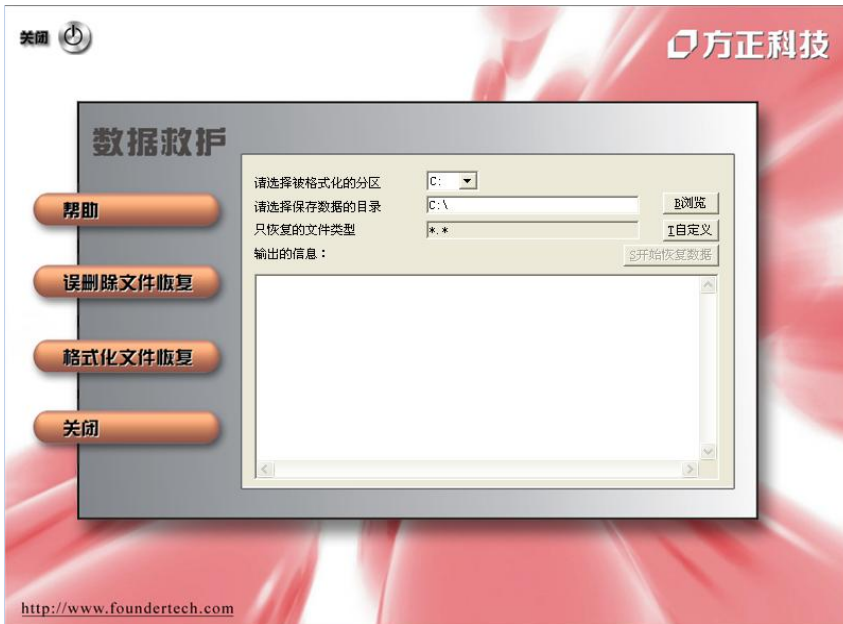 关闭
方正科技
数据救护
帮助
误删除文件恢复
格式化文件恢复
关闭
请选择被格式化的分区 C:
请选择保存数据的目录 C:\ B浏览
只恢复的文件类型 *.* T自定义
输出的信息： S开始恢复数据
http://www.foundertech.com